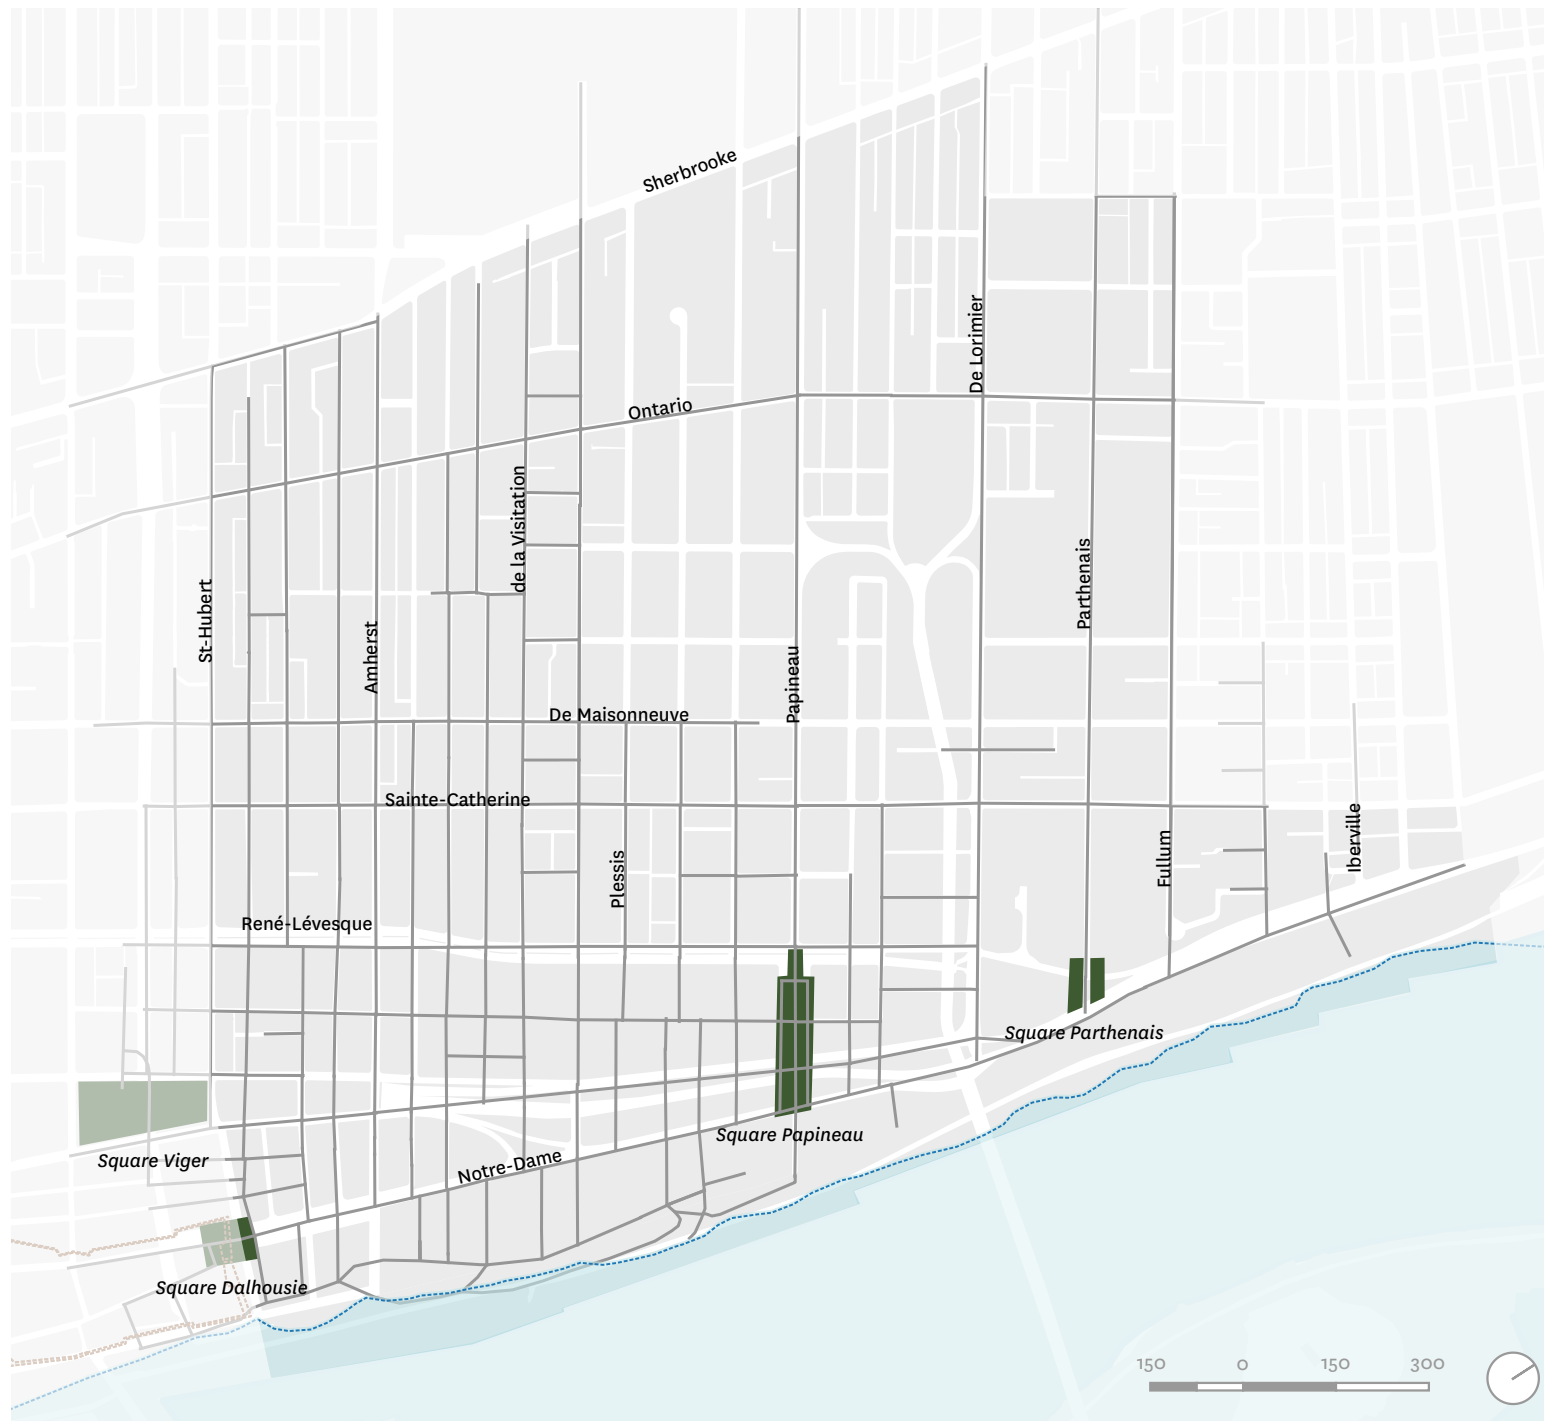 Sherbrooke
De Lorimier
Ontario
de la Visitation
Parthenais
St-Hubert
Amherst
Papineau
De Maisonneuve
Sainte-Catherine
Plessis
Fullum
Iberville
René-Lévesque
Square Parthenais
Square Papineau
Square Viger
Notre-Dame
Square Dalhousie
150 0 150 300